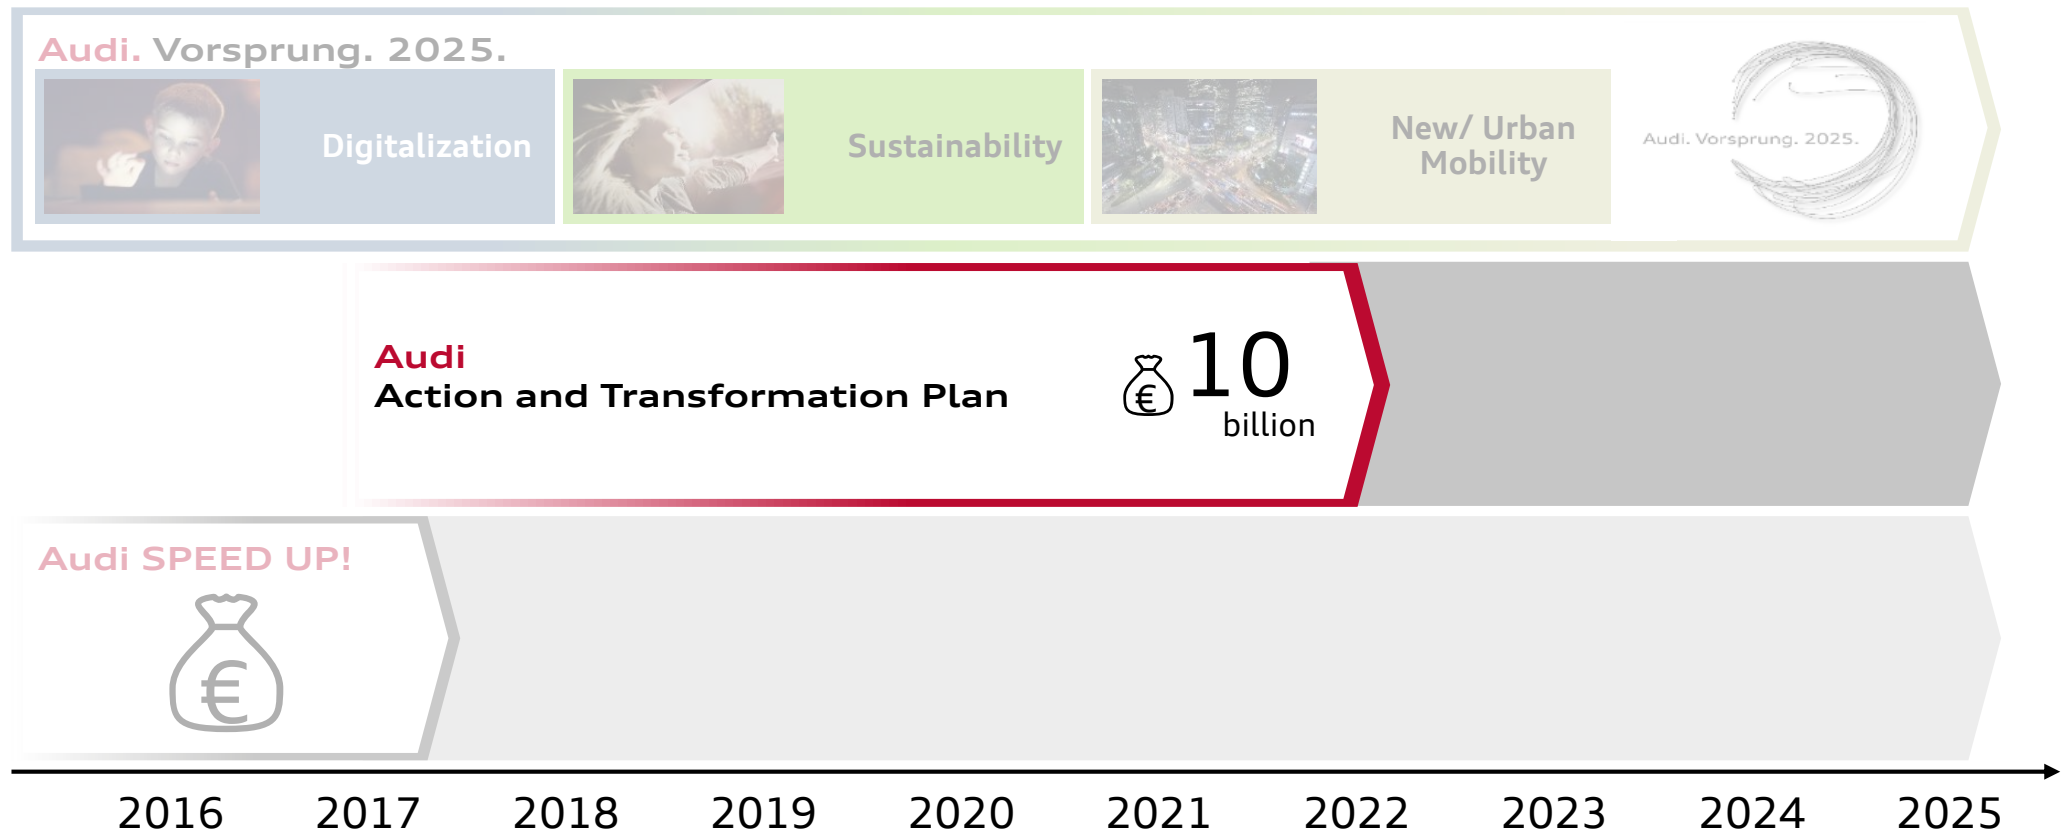 Audi. Vorsprung. 2025.
Digitalization
Sustainability
New/ Urban
Mobility
Audi. Vorsprung. 2025.
Audi
Action and Transformation Plan
€
10
billion
Audi SPEED UP!
€
2016 2017 2018 2019 2020 2021 2022 2023 2024 2025